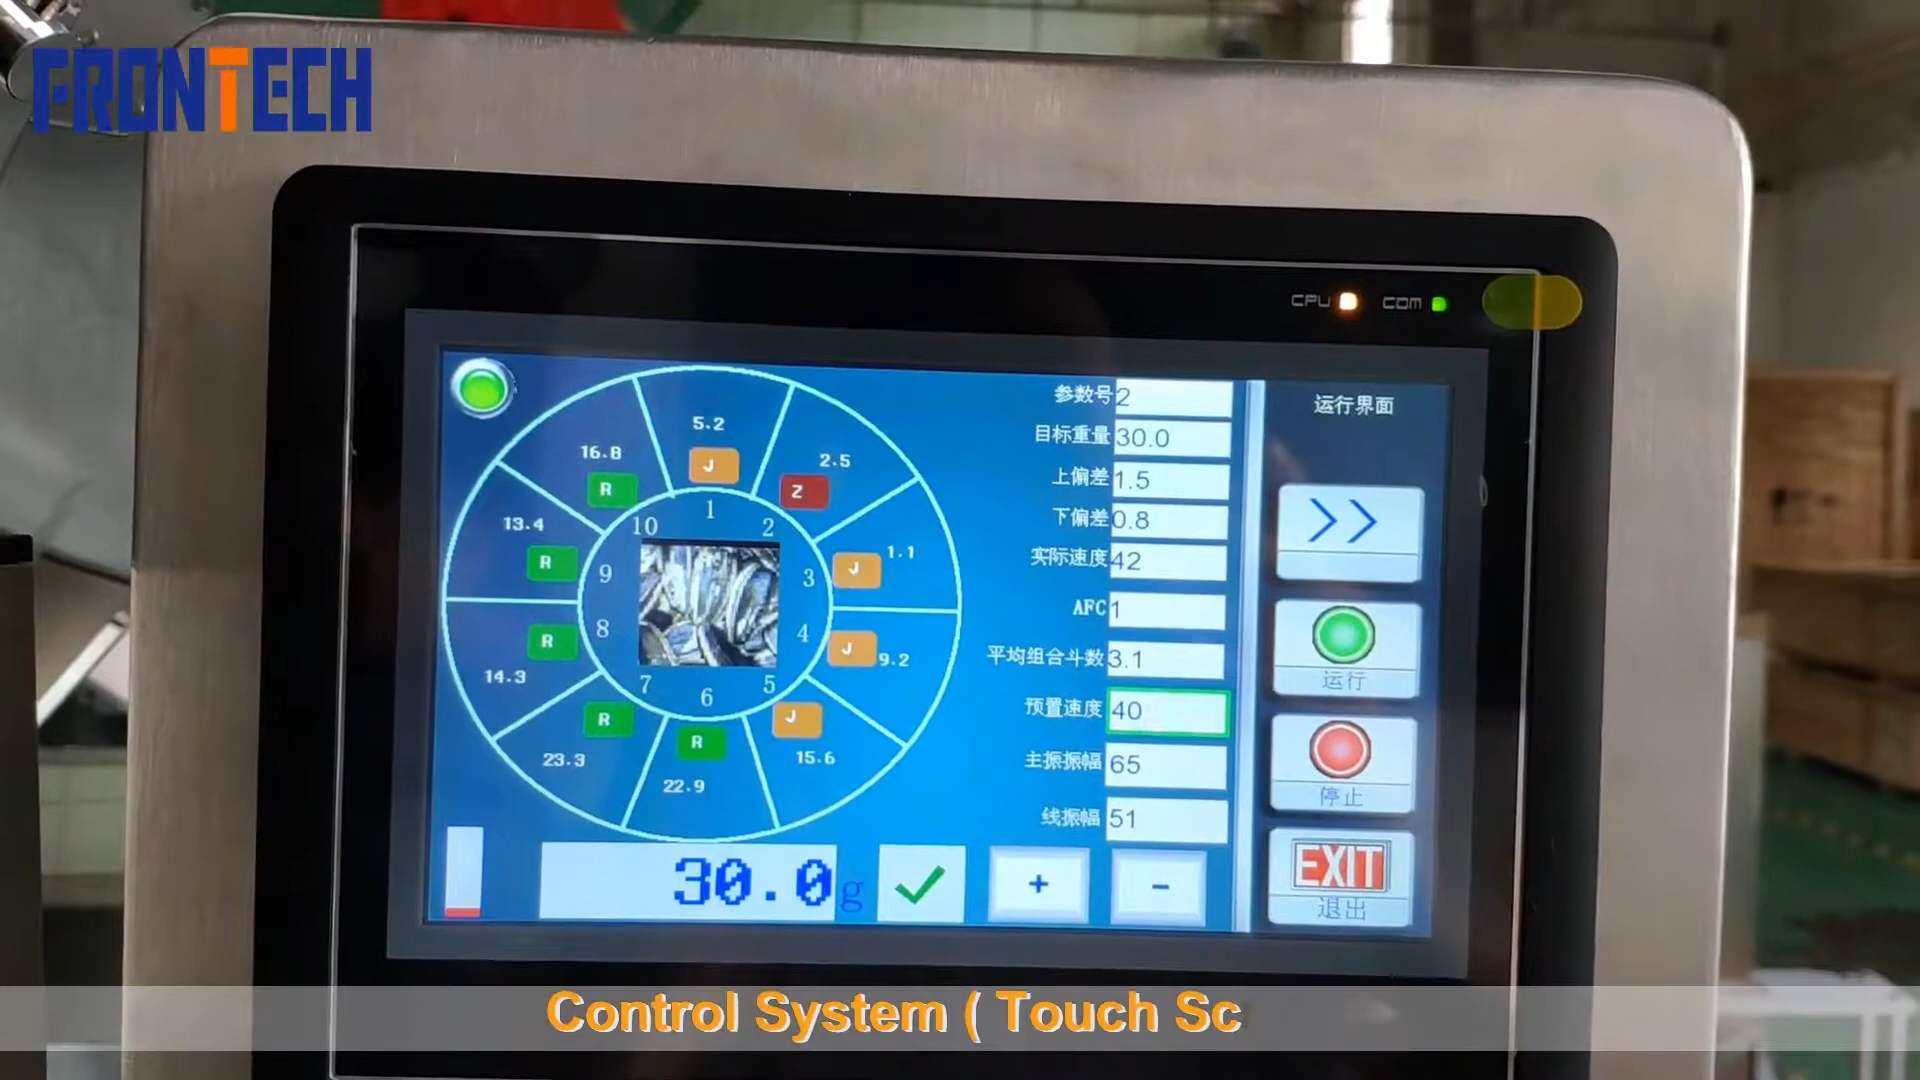 FRONTECH
CPU COM
参数号 2
目标重量 30.0
上偏差 1.5
下偏差 0.8
实际速度 42
AFC 1
平均组合斗数 3.1
预置速度 40
主振振幅 65
线振幅 51
运行界面
>>
运行
停止
EXIT
退出
5.2
J
1
2.5
Z
2
1.1
J
3
9.2
J
4
15.6
J
5
22.9
R
6
23.3
R
7
14.3
R
8
13.4
R
9
16.8
R
10
30.0 g
+ -
Control System ( Touch Sc